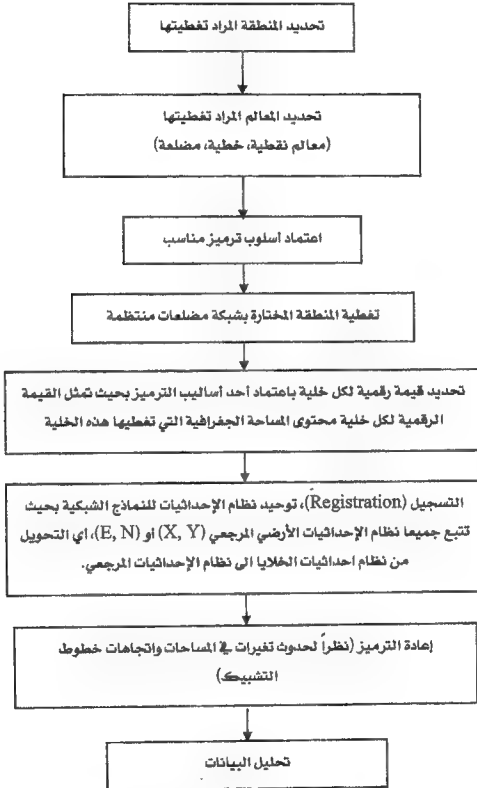 تحديد المنطقة المراد تغطيتها
تحديد المعالم المراد تغطيتها
(معالم نقطية، خطية، مضلعة)
اعتماد أسلوب ترميز مناسب
تغطية المنطقة المختارة بشبكة مضلعات منتظمة
تحديد قيمة رقمية لكل خلية باعتماد أحد أساليب الترميز بحيث تمثل القيمة
الرقمية لكل خلية محتوى المساحة الجغرافية التي تغطيها هذه الخلية
التسجيل (Registration)، توحيد نظام الإحداثيات للنماذج الشبكية بحيث
تتبع جميعا نظام الإحداثيات الأرضي المرجعي (X, Y) او (E, N)، أي التحويل
من نظام احداثيات الخلايا الى نظام الإحداثيات المرجعي.
إعادة الترميز (نظراً لحدوث تغيرات في المساحات واتجاهات خطوط
التشبيك)
تحليل البيانات